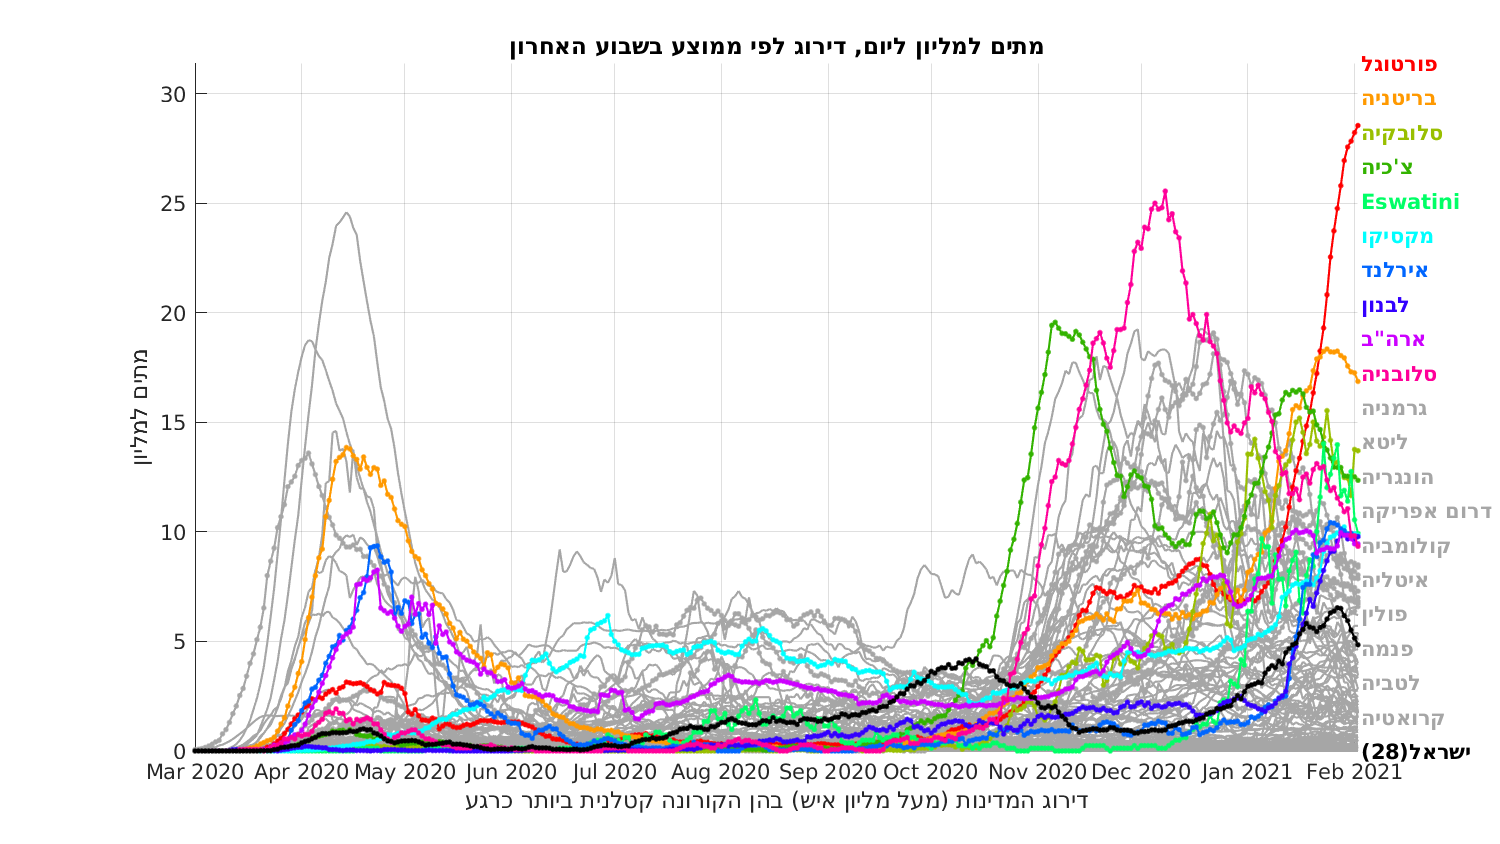 מתים למליון ליום, דירוג לפי ממוצע בשבוע האחרון
פורטוגל
בריטניה
סלובקיה
צ'כיה
Eswatini
מקסיקו
אירלנד
לבנון
ארה"ב
סלובניה
גרמניה
ליטא
הונגריה
דרום אפריקה
קולומביה
איטליה
פולין
פנמה
לטביה
קרואטיה
ישראל(28)
מתים למליון
30
25
20
15
10
5
0
Mar 2020 Apr 2020 May 2020 Jun 2020 Jul 2020 Aug 2020 Sep 2020 Oct 2020 Nov 2020 Dec 2020 Jan 2021 Feb 2021
דירוג המדינות (מעל מליון איש) בהן הקורונה קטלנית ביותר כרגע